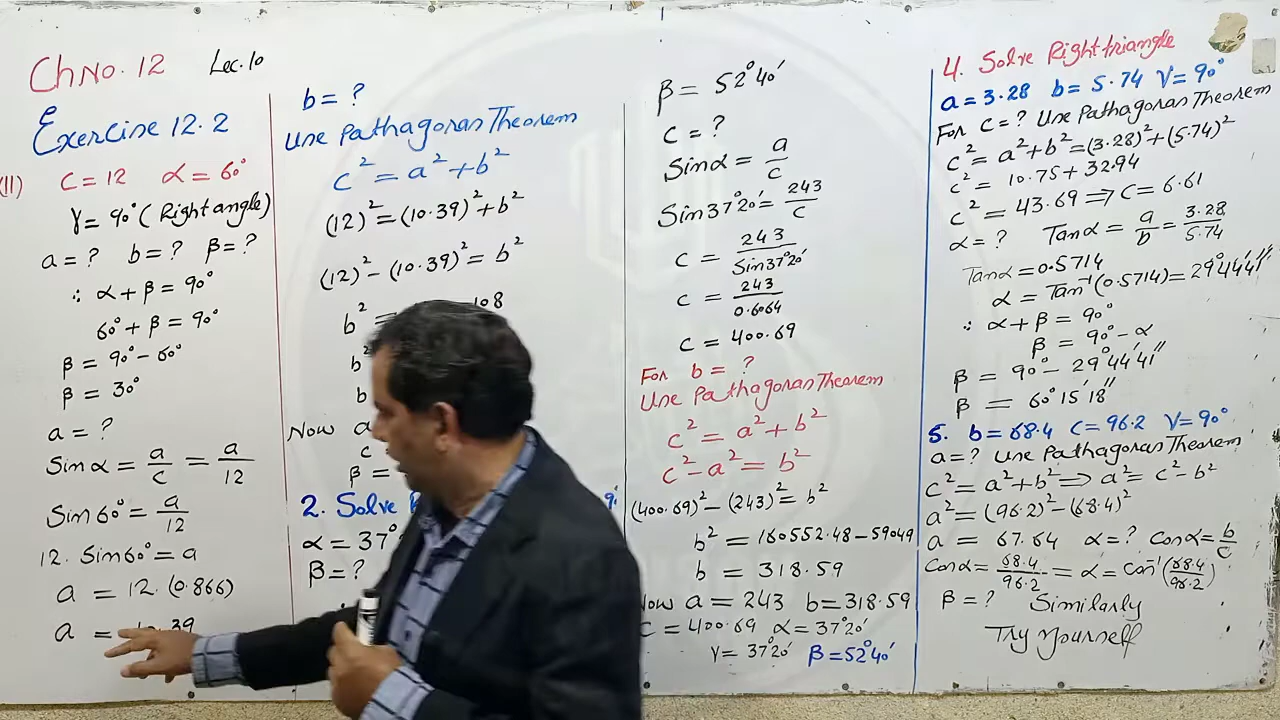 Ch No. 12 Lec. 10
Exercise 12.2
(11) C = 12 α = 60°
γ = 90° (Right angle)
a = ? b = ? β = ?
∴ α + β = 90°
60° + β = 90°
β = 90° - 60°
β = 30°
a = ?
Sin α = a/c = a/12
Sin 60° = a/12
12. Sin 60° = a
a = 12. (0.866)
a =
b = ?
Use Pathagoran Theorem
c² = a² + b²
(12)² = (10.39)² + b²
(12)² - (10.39)² = b²
b² =
b²
b
Now a
c
β =
2. Solve
α = 37°
β = ?
β = 52°40′
c = ?
Sin α = a/c
Sin 37°20′ = 243/c
c = 243/Sin 37°20′
c = 243/0.6064
c = 400.69
For b = ?
Use Pathagoran Theorem
c² = a² + b²
c² - a² = b²
(400.69)² - (243)² = b²
b² = 160552.48 - 59049
b = 318.59
Now a = 243 b = 318.59
c = 400.69 α = 37°20′
γ = 37°20′ β = 52°40′
4. Solve Right triangle
a = 3.28 b = 5.74 γ = 90°
For c = ? Use Pathagoran Theorem
c² = a² + b² = (3.28)² + (5.74)²
c² = 10.75 + 32.94
c² = 43.69 ⇒ c = 6.61
α = ? Tan α = a/b = 3.28/5.74
Tan α = 0.5714
α = Tan⁻¹(0.5714) = 29°44′41″
∴ α + β = 90°
β = 90° - α
β = 90° - 29°44′41″
β = 60°15′18″
5. b = 68.4 c = 96.2 γ = 90°
a = ? Use Pathagoran Theorem
c² = a² + b² ⇒ a² = c² - b²
a² = (96.2)² - (68.4)²
a = 67.64 α = ? Cos α = b/c
Cos α = 68.4/96.2 = α = Cos⁻¹(68.4/96.2)
β = ? Similarly
Try Yourself